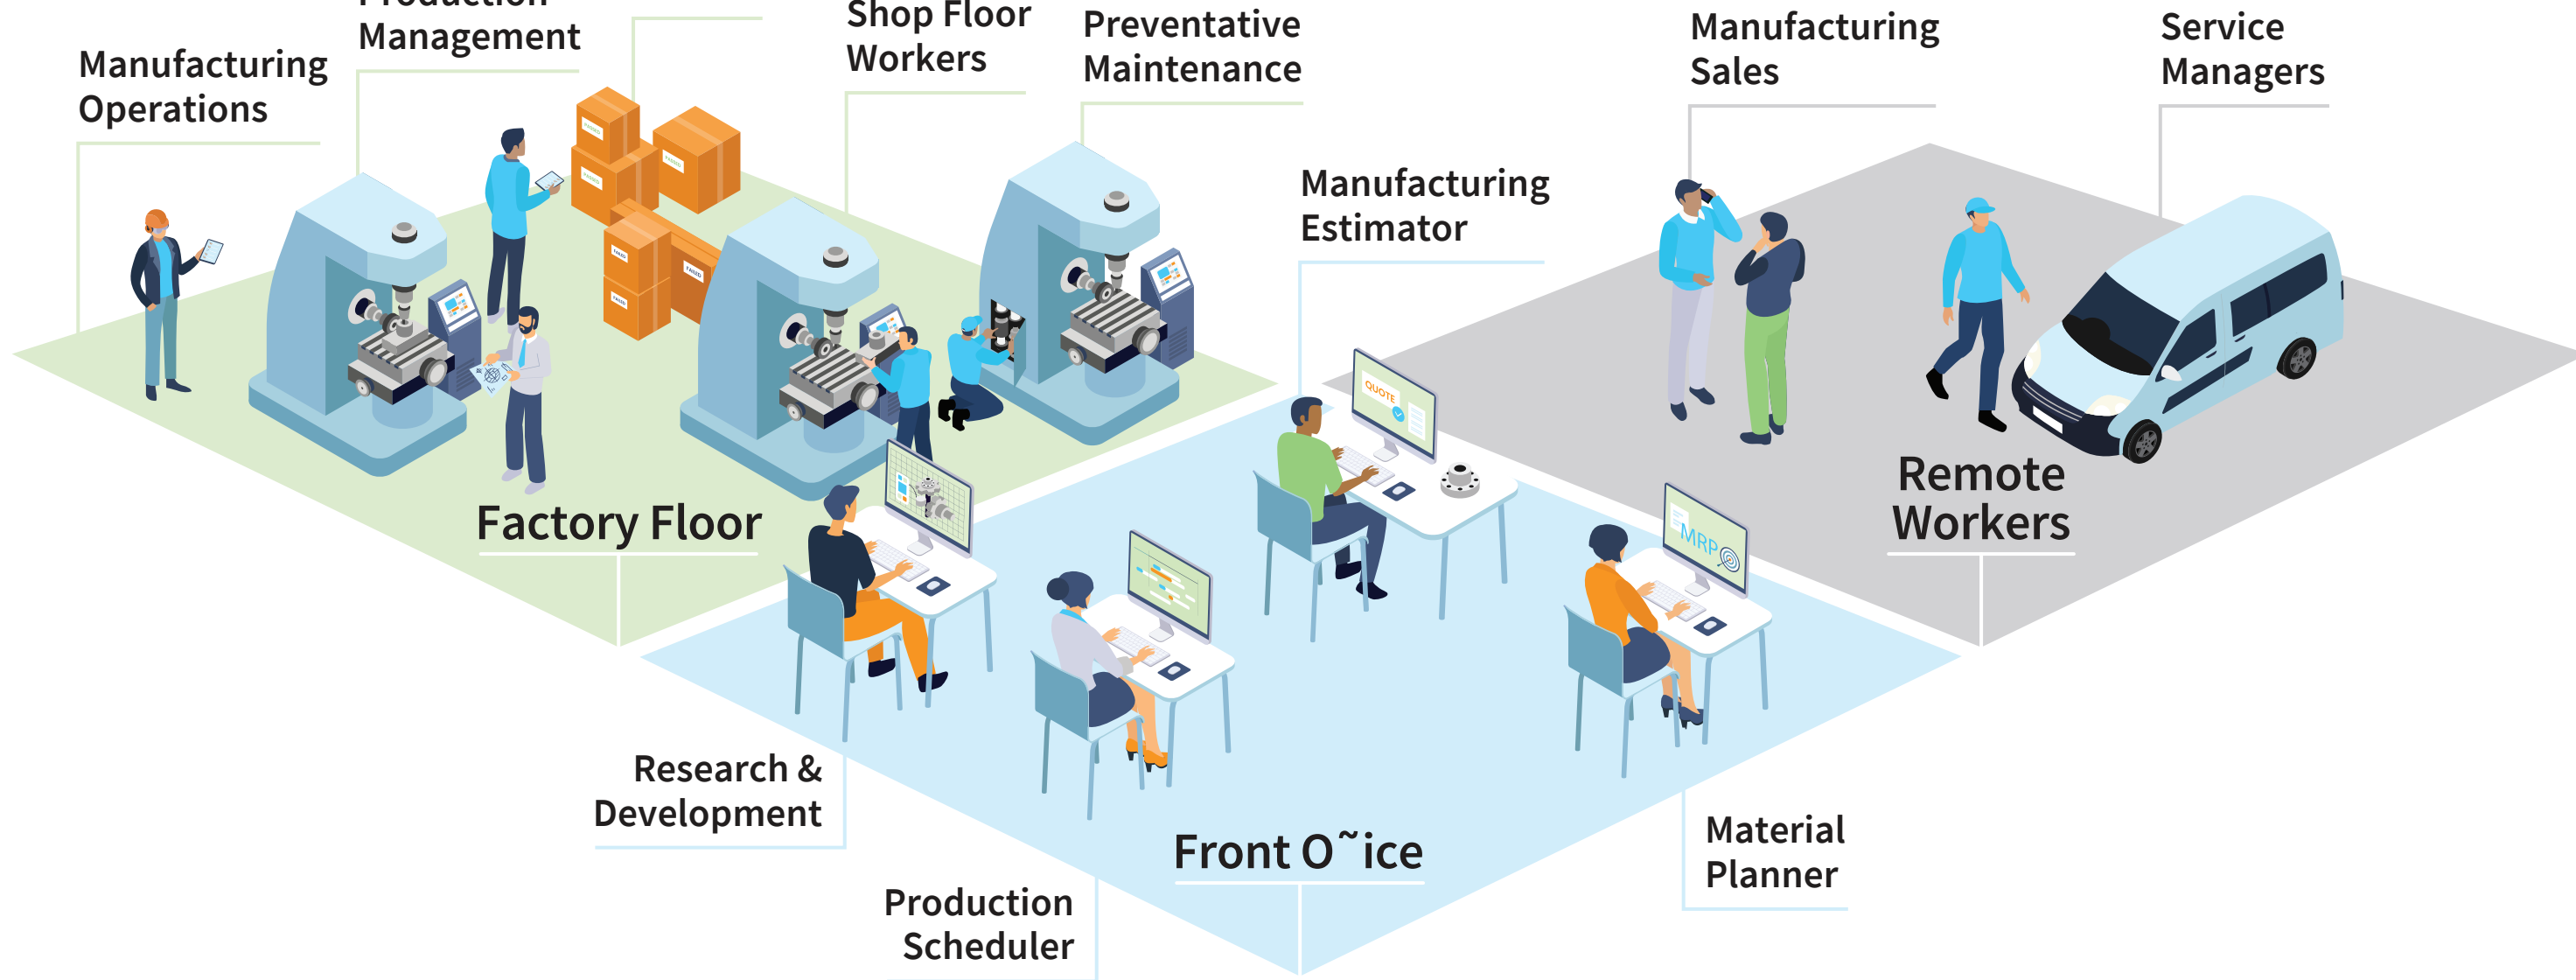 Production
Management
Manufacturing
Operations
Shop Floor
Workers
Preventative
Maintenance
Manufacturing
Sales
Service
Managers
Manufacturing
Estimator
QUOTE
MRP
Factory Floor
Remote
Workers
Research &
Development
Front O˜ice
Material
Planner
Production
Scheduler